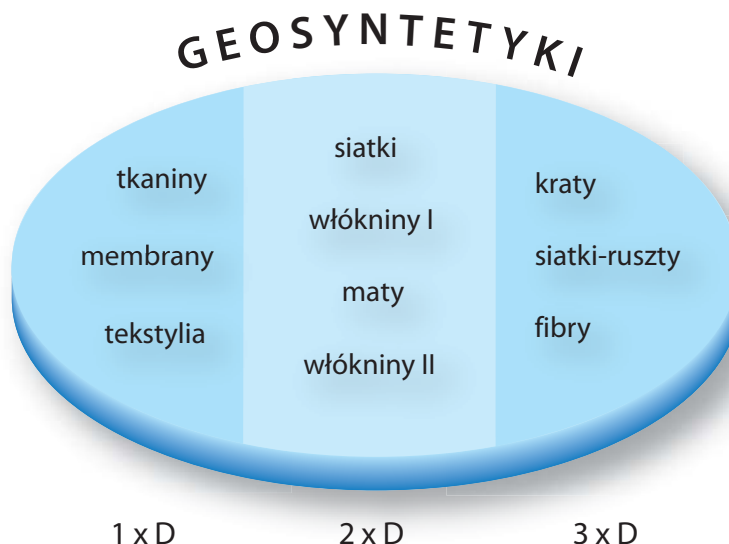 GEOSYNTETYKI
tkaniny
membrany
tekstylia
siatki
włókniny I
maty
włókniny II
kraty
siatki-ruszty
fibry
1 x D
2 x D
3 x D